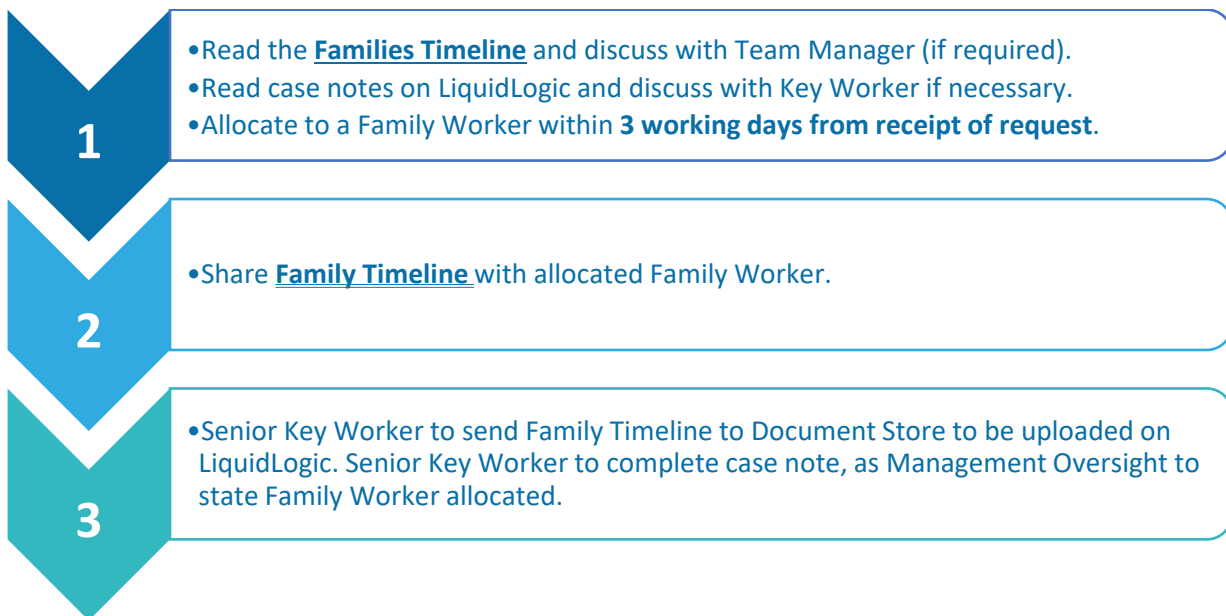 1
•Read the Families Timeline and discuss with Team Manager (if required).
•Read case notes on LiquidLogic and discuss with Key Worker if necessary.
•Allocate to a Family Worker within 3 working days from receipt of request.
2
•Share Family Timeline with allocated Family Worker.
3
•Senior Key Worker to send Family Timeline to Document Store to be uploaded on
LiquidLogic. Senior Key Worker to complete case note, as Management Oversight to
state Family Worker allocated.